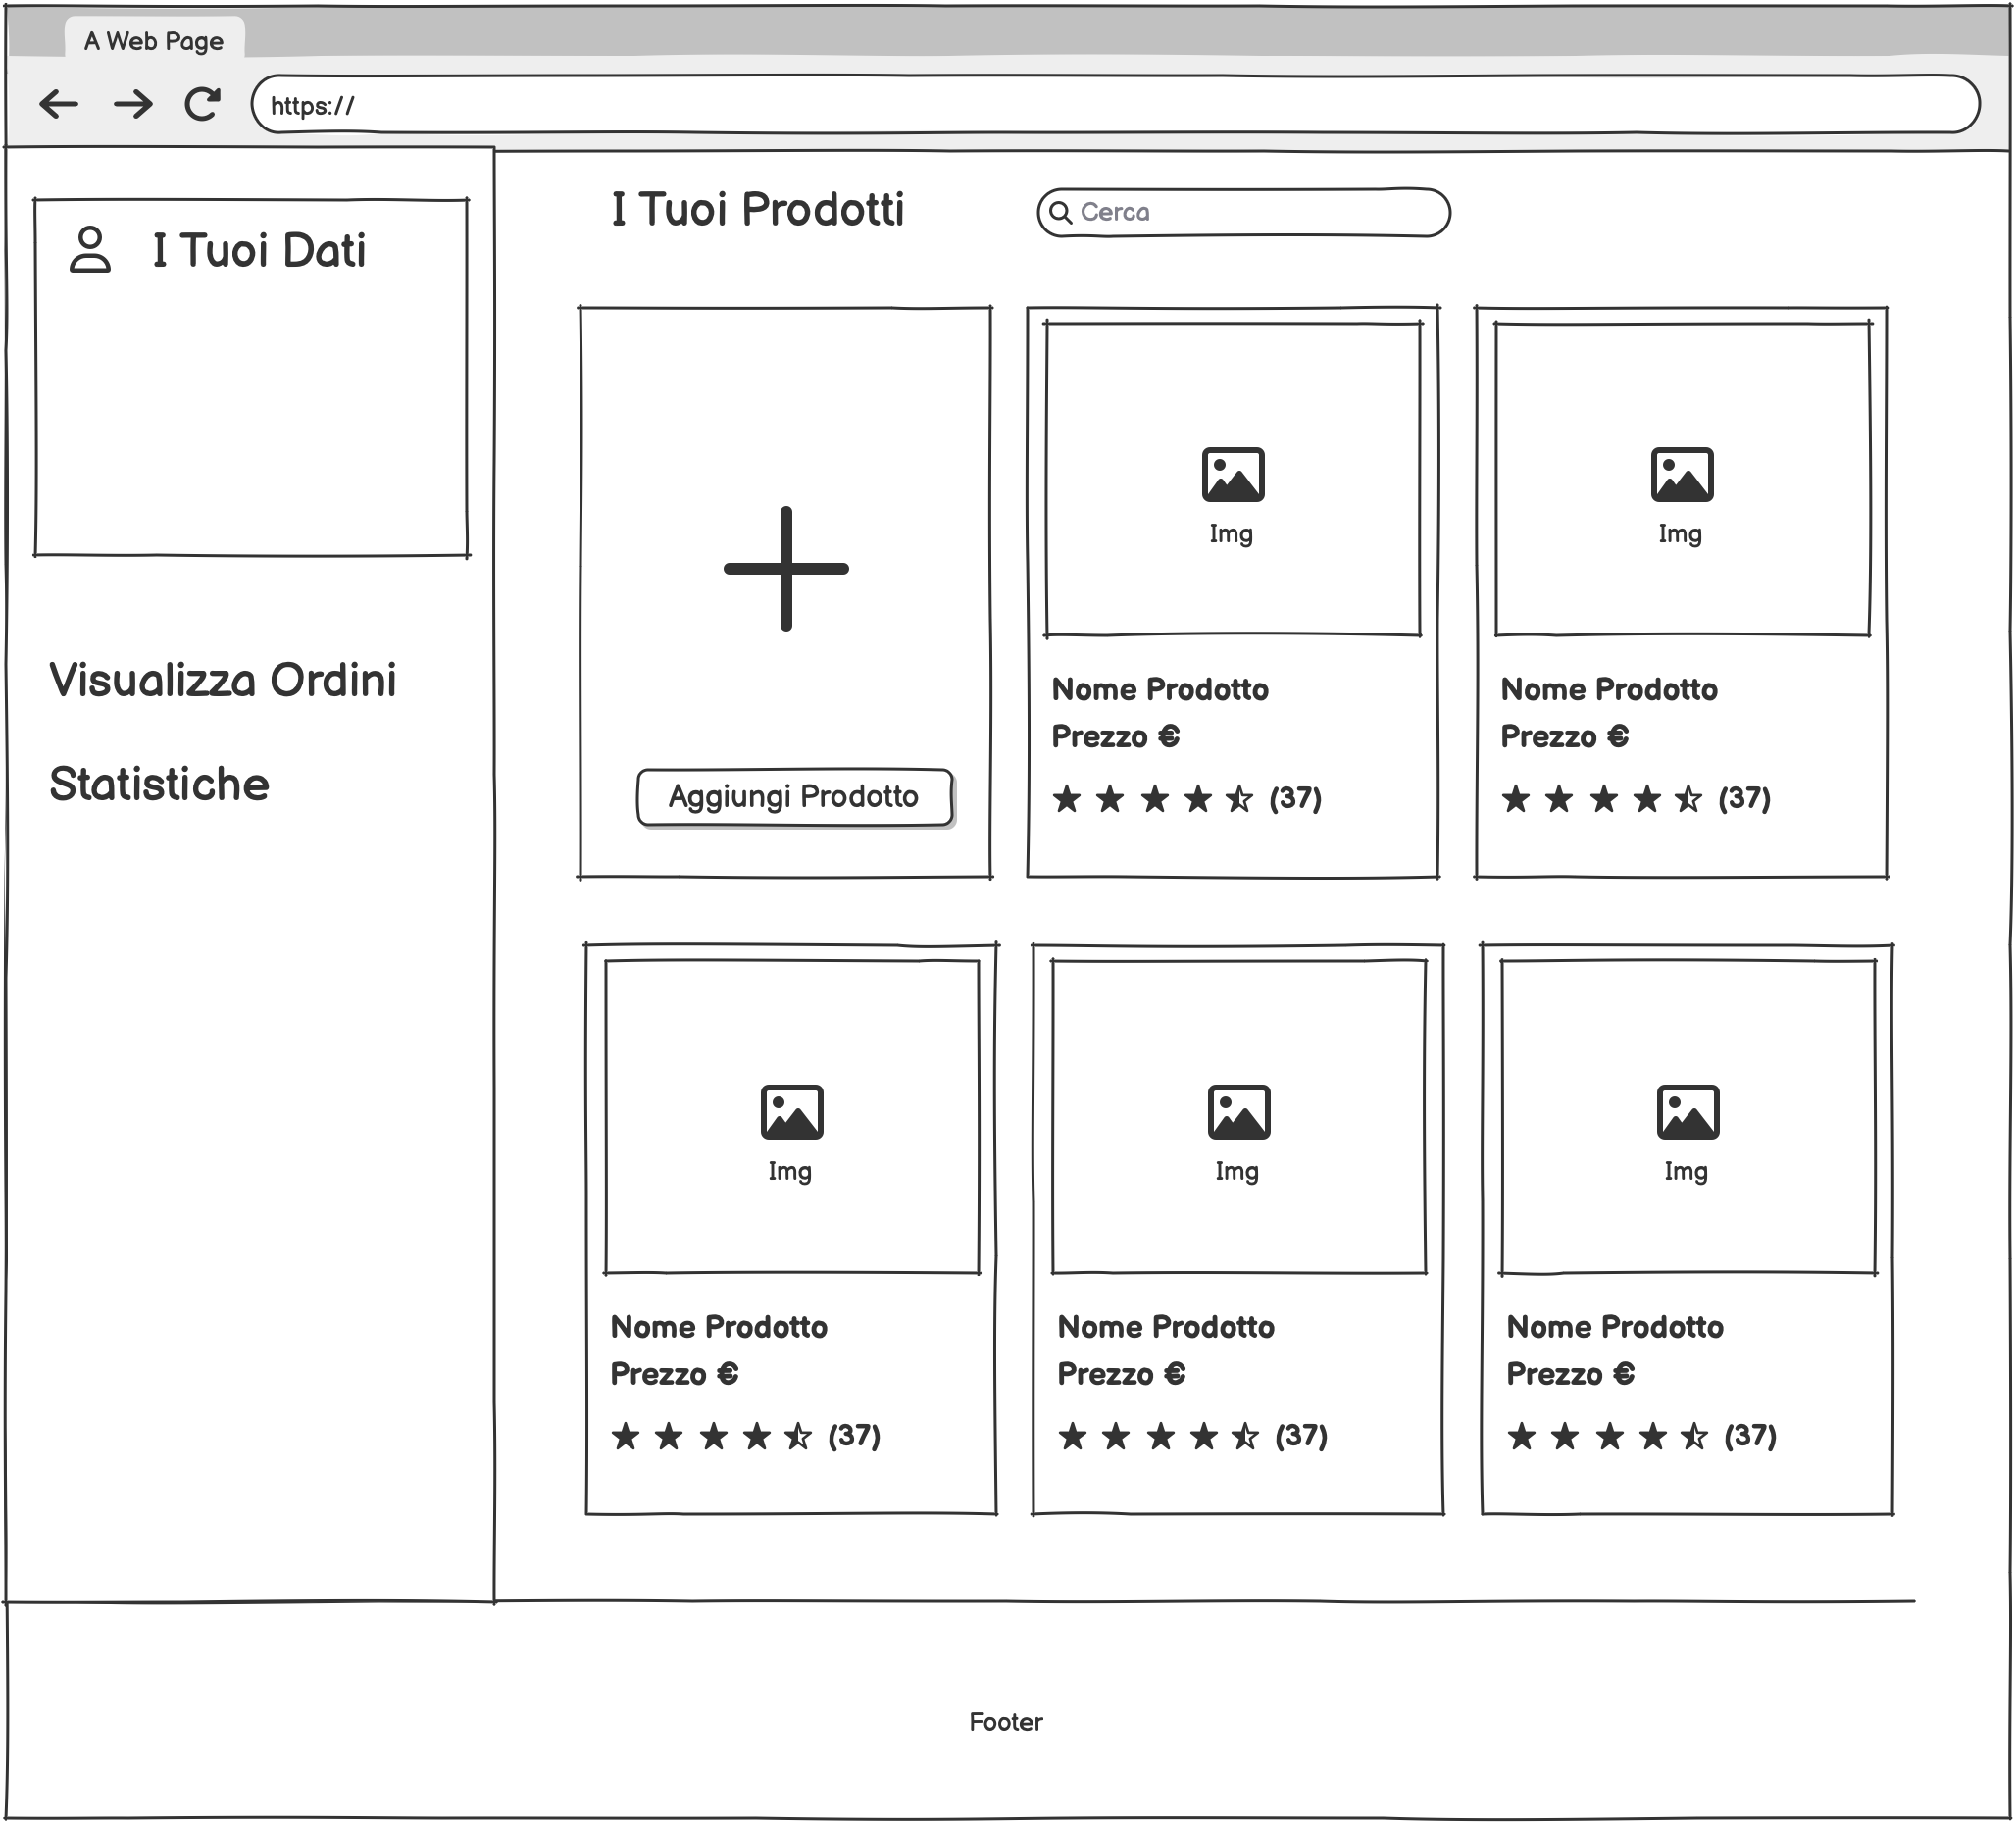 A Web Page
https://
I Tuoi Dati
Visualizza Ordini
Statistiche
I Tuoi Prodotti
Cerca
Aggiungi Prodotto
Img
Nome Prodotto
Prezzo €
(37)
Img
Nome Prodotto
Prezzo €
(37)
Img
Nome Prodotto
Prezzo €
(37)
Img
Nome Prodotto
Prezzo €
(37)
Img
Nome Prodotto
Prezzo €
(37)
Footer